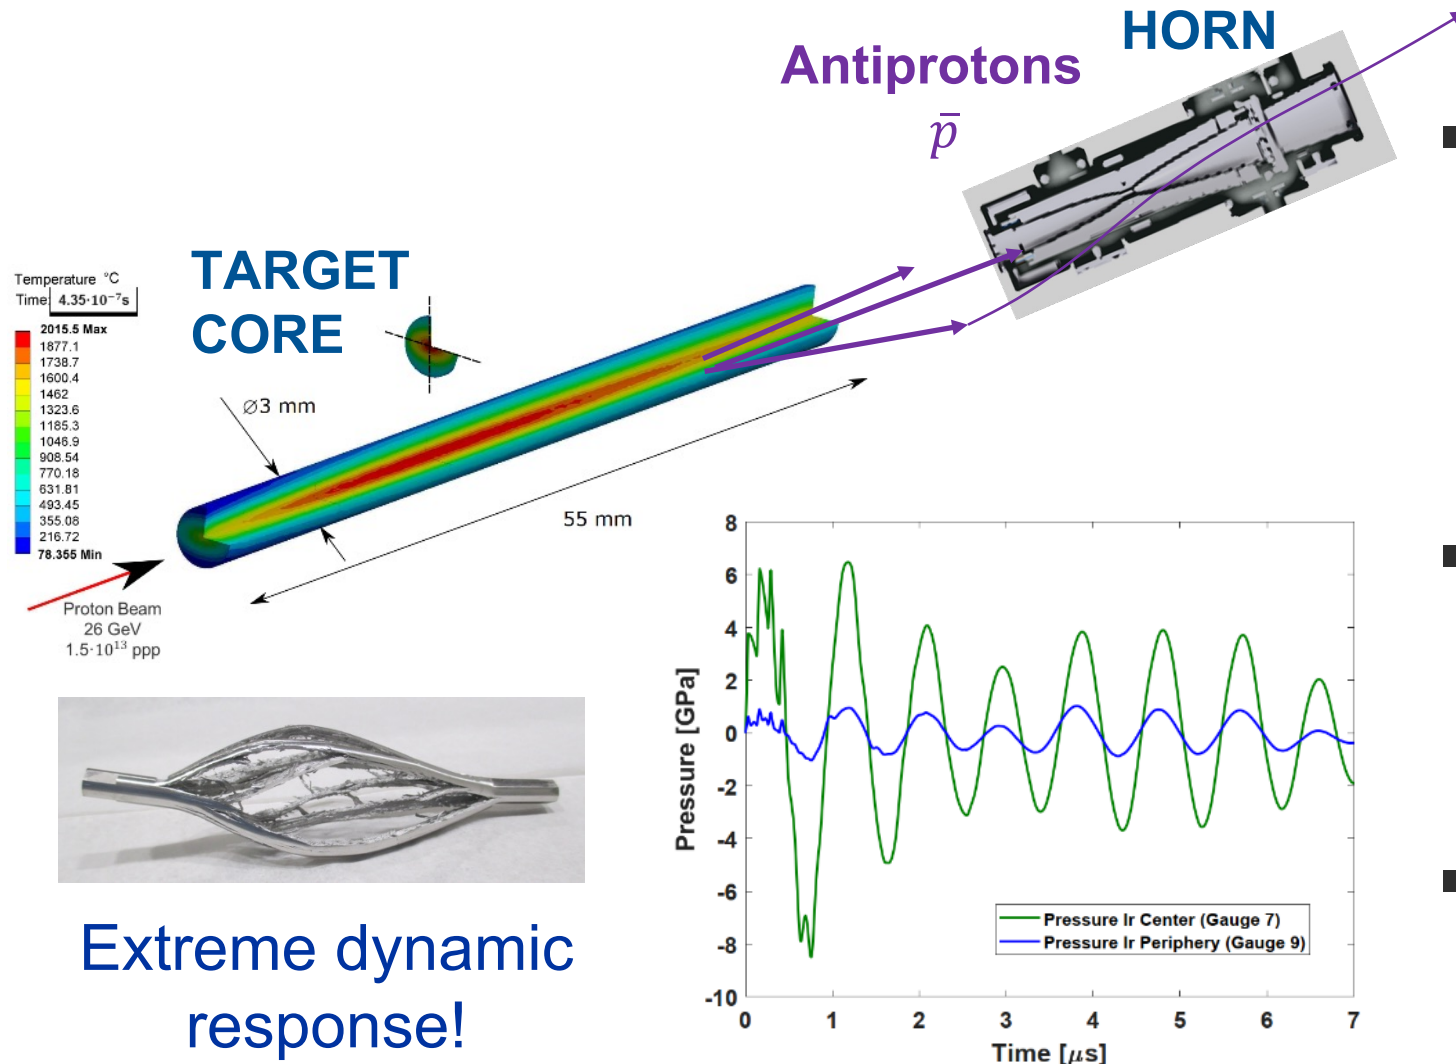 HORN
Antiprotons
p̄
TARGET
CORE
Temperature °C
Time: 4.35·10⁻⁷s
2015.5 Max
1877.1
1738.7
1600.4
1462
1323.6
1185.3
1046.9
908.54
770.18
631.81
493.45
355.08
216.72
78.355 Min
∅3 mm
55 mm
Proton Beam
26 GeV
1.5·10¹³ ppp
Extreme dynamic
response!
Pressure [GPa]
8
6
4
2
0
-2
-4
-6
-8
-10
Pressure Ir Center (Gauge 7)
Pressure Ir Periphery (Gauge 9)
0 1 2 3 4 5 6 7
Time [μs]